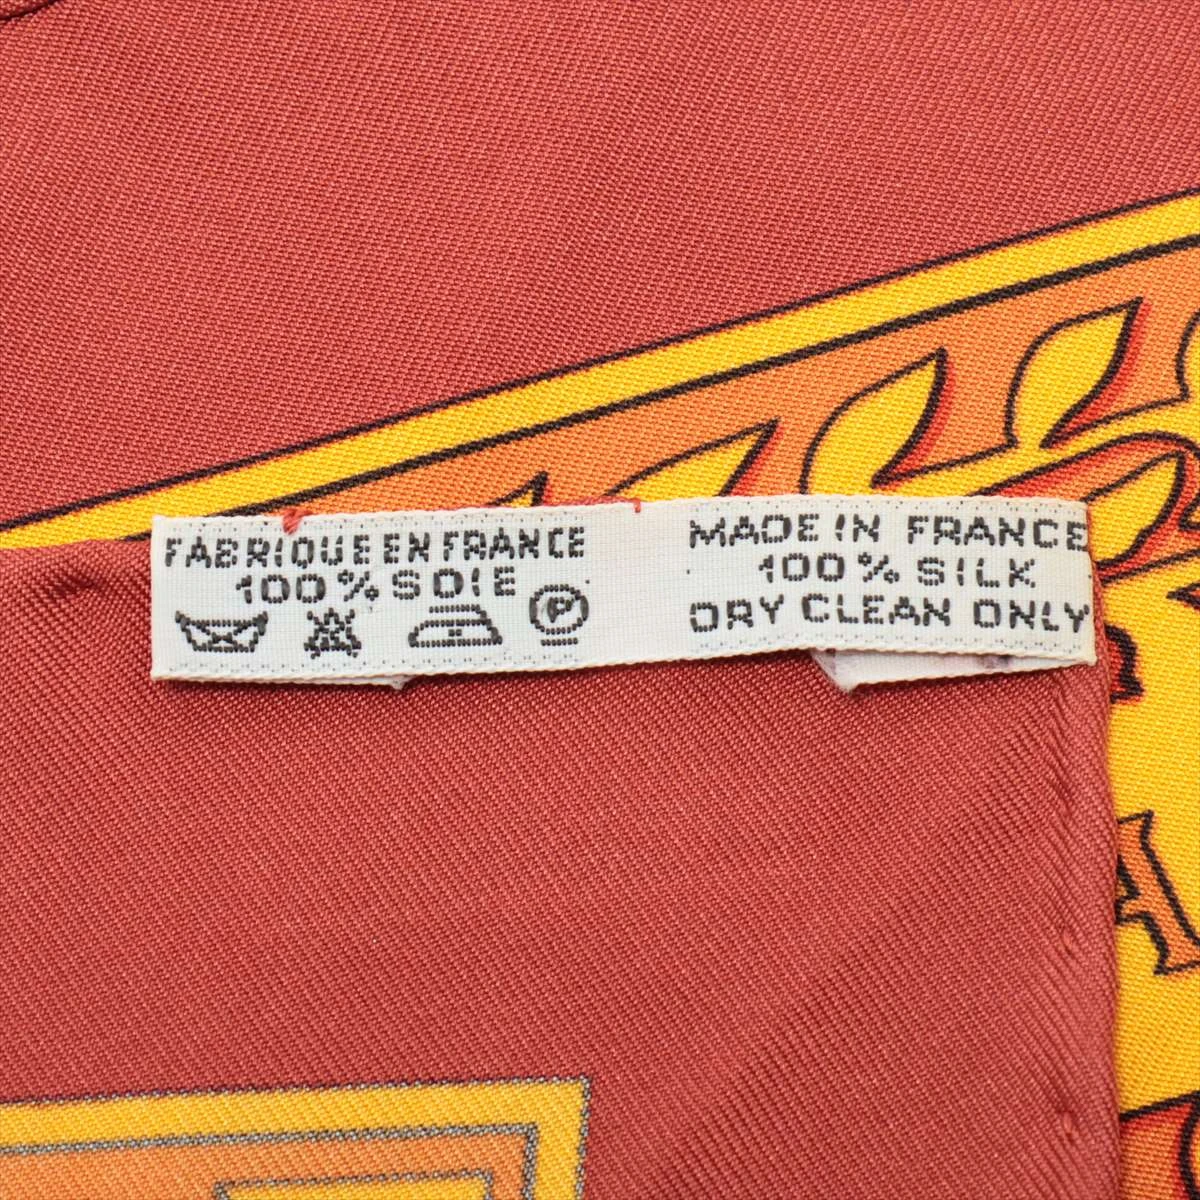 FABRIQUE EN FRANCE
100% SOIE
P
MADE IN FRANCE
100% SILK
DRY CLEAN ONLY
A